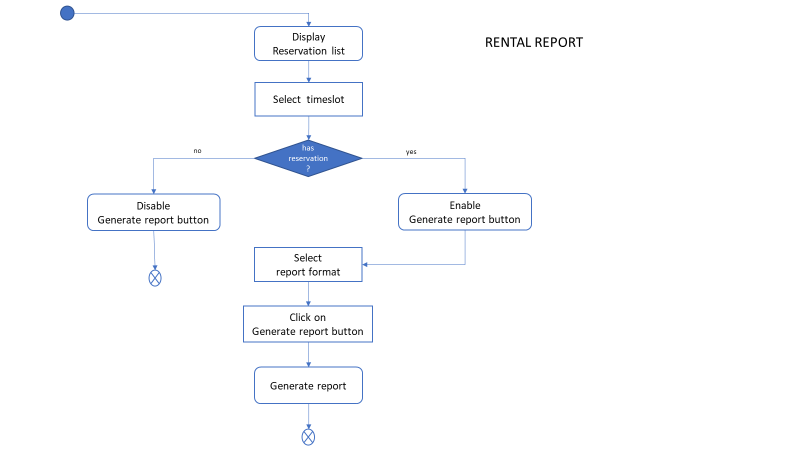 RENTAL REPORT
Display
Reservation list
Select timeslot
has
reservation
?
no
yes
Disable
Generate report button
Enable
Generate report button
Select
report format
Click on
Generate report button
Generate report